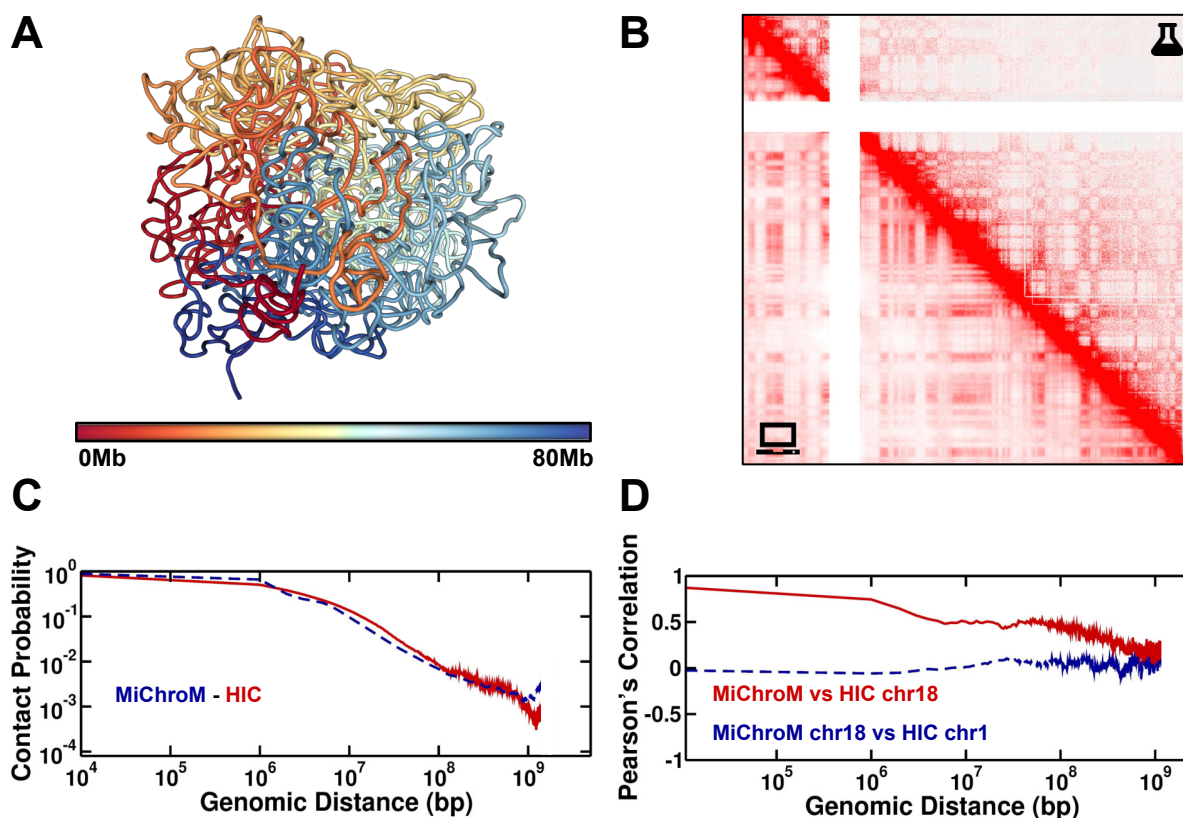 A
B
0Mb
80Mb
C
D
Contact Probability
10^0
10^-1
10^-2
10^-3
10^-4
MiChroM - HIC
10^4
10^5
10^6
10^7
10^8
10^9
Genomic Distance (bp)
Pearson's Correlation
1
0.5
0
-0.5
-1
MiChroM vs HIC chr18
MiChroM chr18 vs HIC chr1
10^5
10^6
10^7
10^8
10^9
Genomic Distance (bp)